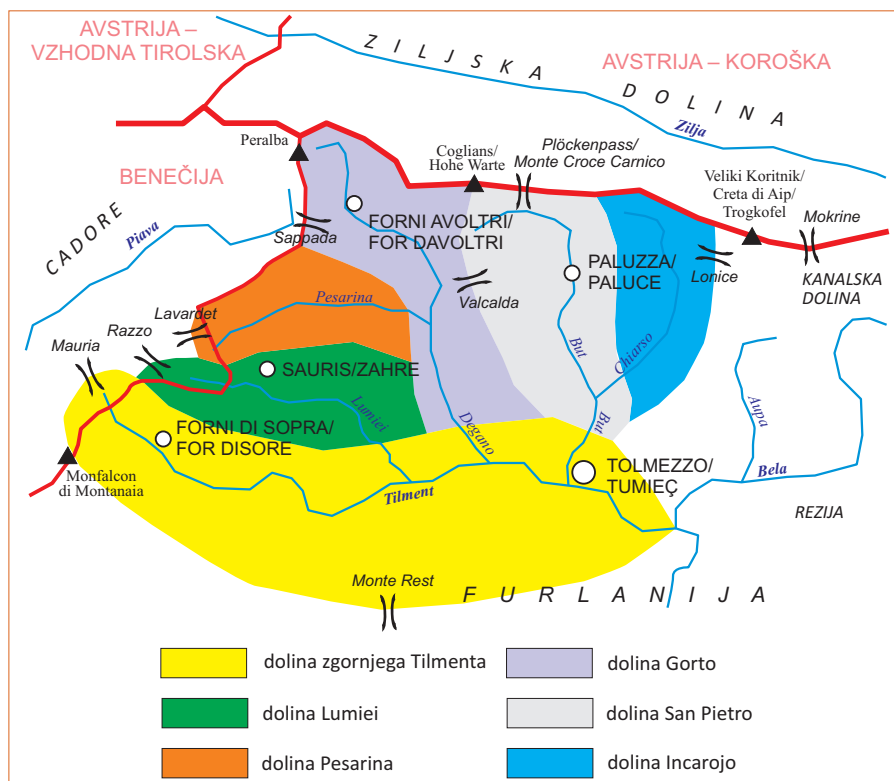 AVSTRIJA –
VZHODNA TIROLSKA
ZILJSKA DOLINA
AVSTRIJA – KOROŠKA
Zilja
Peralba
Coglians/
Hohe Warte
Plöckenpass/
Monte Croce Carnico
Veliki Koritnik/
Creta di Aip/
Trogkofel
Mokrine
BENEČIJA
CADORE
Piava
Sappada
FORNI AVOLTRI/
FOR DAVOLTRI
Valcalda
PALUZZA/
PALUCE
Lonice
KANALSKA
DOLINA
Pesarina
Lavardet
Razzo
Mauria
But
Chiarso
SAURIS/ZAHRE
Lumiei
Degano
But
Aupa
FORNI DI SOPRA/
FOR DISORE
Monfalcon
di Montanaia
Tilment
TOLMEZZO/
TUMIEÇ
Bela
REZIJA
Monte Rest
FURLANIJA
dolina zgornjega Tilmenta
dolina Gorto
dolina Lumiei
dolina San Pietro
dolina Pesarina
dolina Incarojo